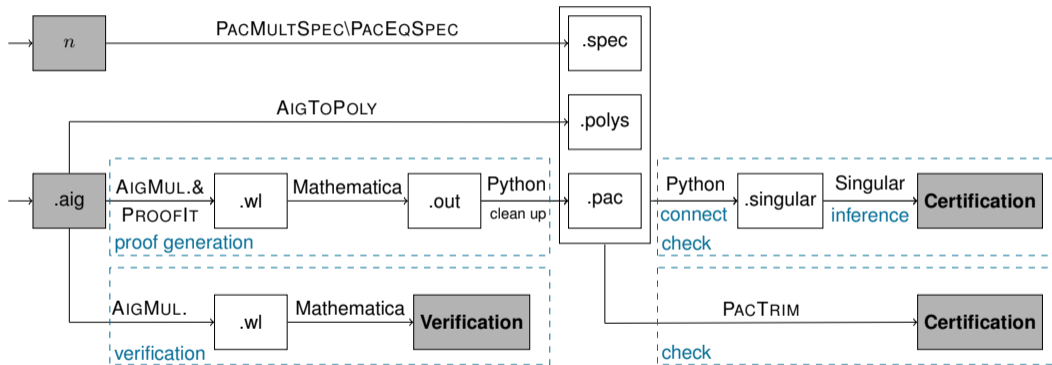 PACMULTSPEC\PACEQSPEC
n
.spec
AIGTOPOLY
.polys
AIGMUL.&
PROOFIT
.aig
.wl
Mathematica
.out
Python
clean up
.pac
Python
connect
.singular
Singular
inference
Certification
proof generation
check
AIGMUL.
.wl
Mathematica
Verification
PACTRIM
Certification
verification
check